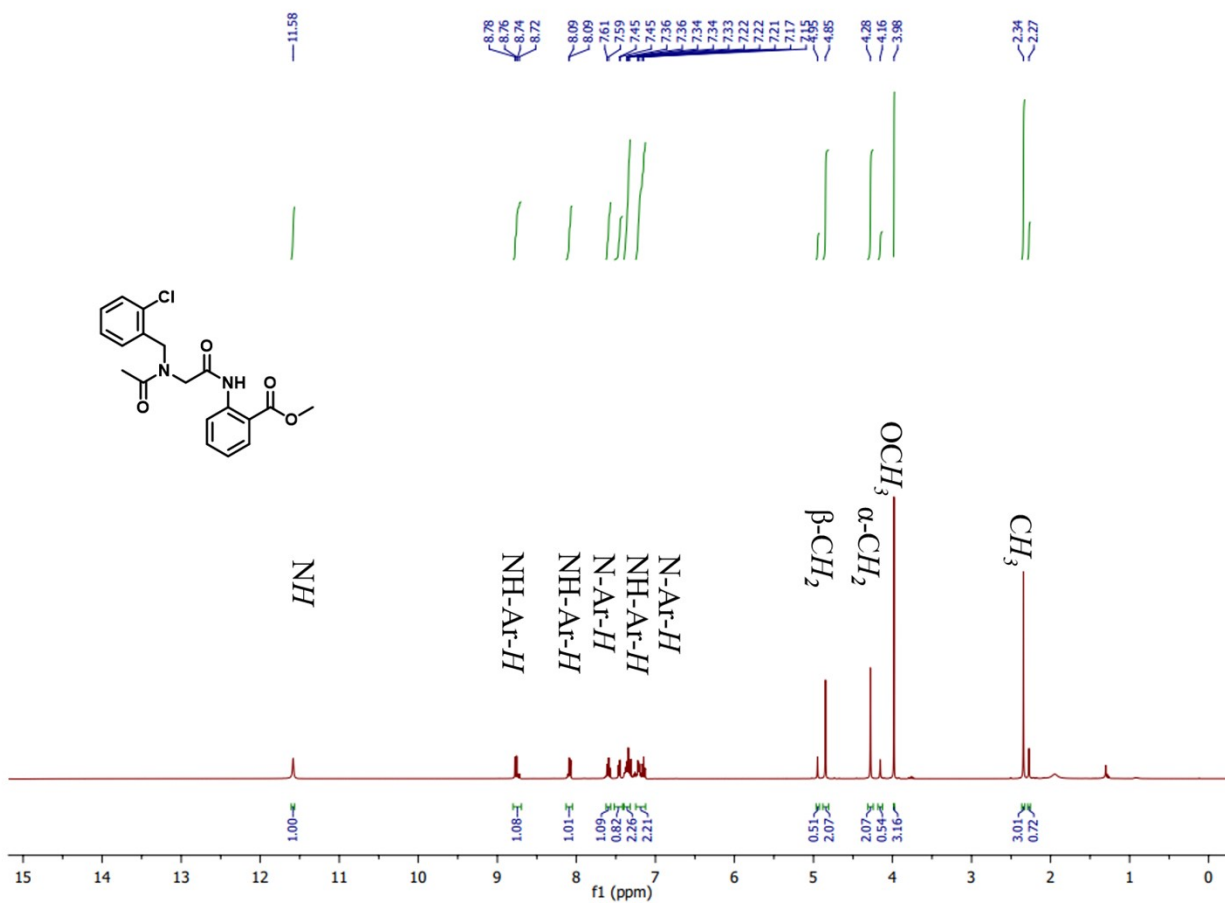 11.58
8.78
8.76
8.74
8.72
8.09
8.09
7.61
7.59
7.45
7.45
7.36
7.36
7.34
7.34
7.33
7.22
7.22
7.21
7.17
7.15
4.95
4.85
4.28
4.16
3.98
2.34
2.27
Cl
O
NH
O
N
O
O
NH
NH-Ar-H
NH-Ar-H
N-Ar-H
NH-Ar-H
N-Ar-H
β-CH₂
α-CH₂
OCH₃
CH₃
1.00
1.08
1.01
1.09
0.82
2.26
2.21
0.51
2.07
2.07
0.54
3.16
3.01
0.72
15 14 13 12 11 10 9 8 7 6 5 4 3 2 1 0
f1 (ppm)